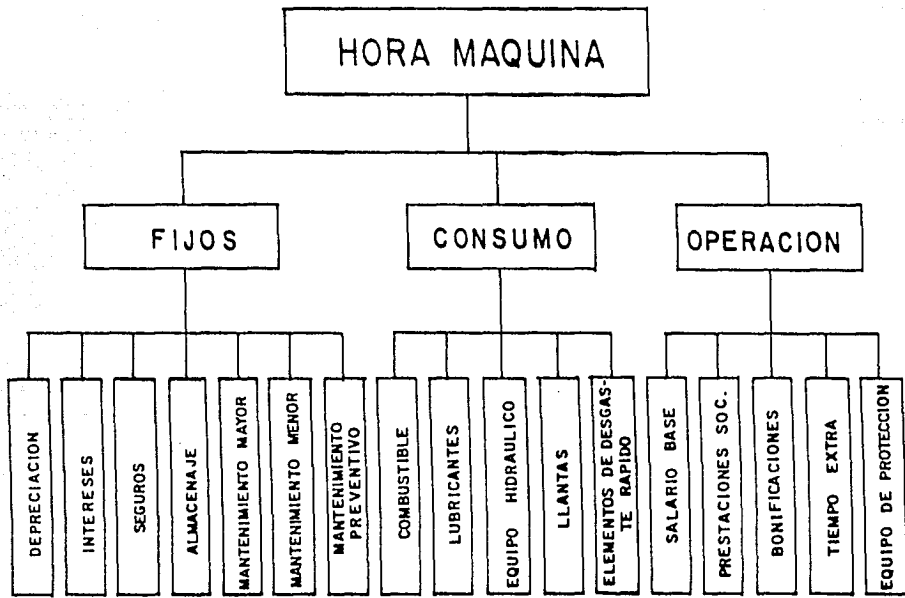 HORA MAQUINA
FIJOS
CONSUMO
OPERACION
DEPRECIACION
INTERESES
SEGUROS
ALMACENAJE
MANTENIMIENTO MAYOR
MANTENIMIENTO MENOR
MANTENIMIENTO
PREVENTIVO
COMBUSTIBLE
LUBRICANTES
EQUIPO HIDRAULICO
LLANTAS
ELEMENTOS DE DESGAS-
TE RAPIDO
SALARIO BASE
PRESTACIONES SOC.
BONIFICACIONES
TIEMPO EXTRA
EQUIPO DE PROTECCION